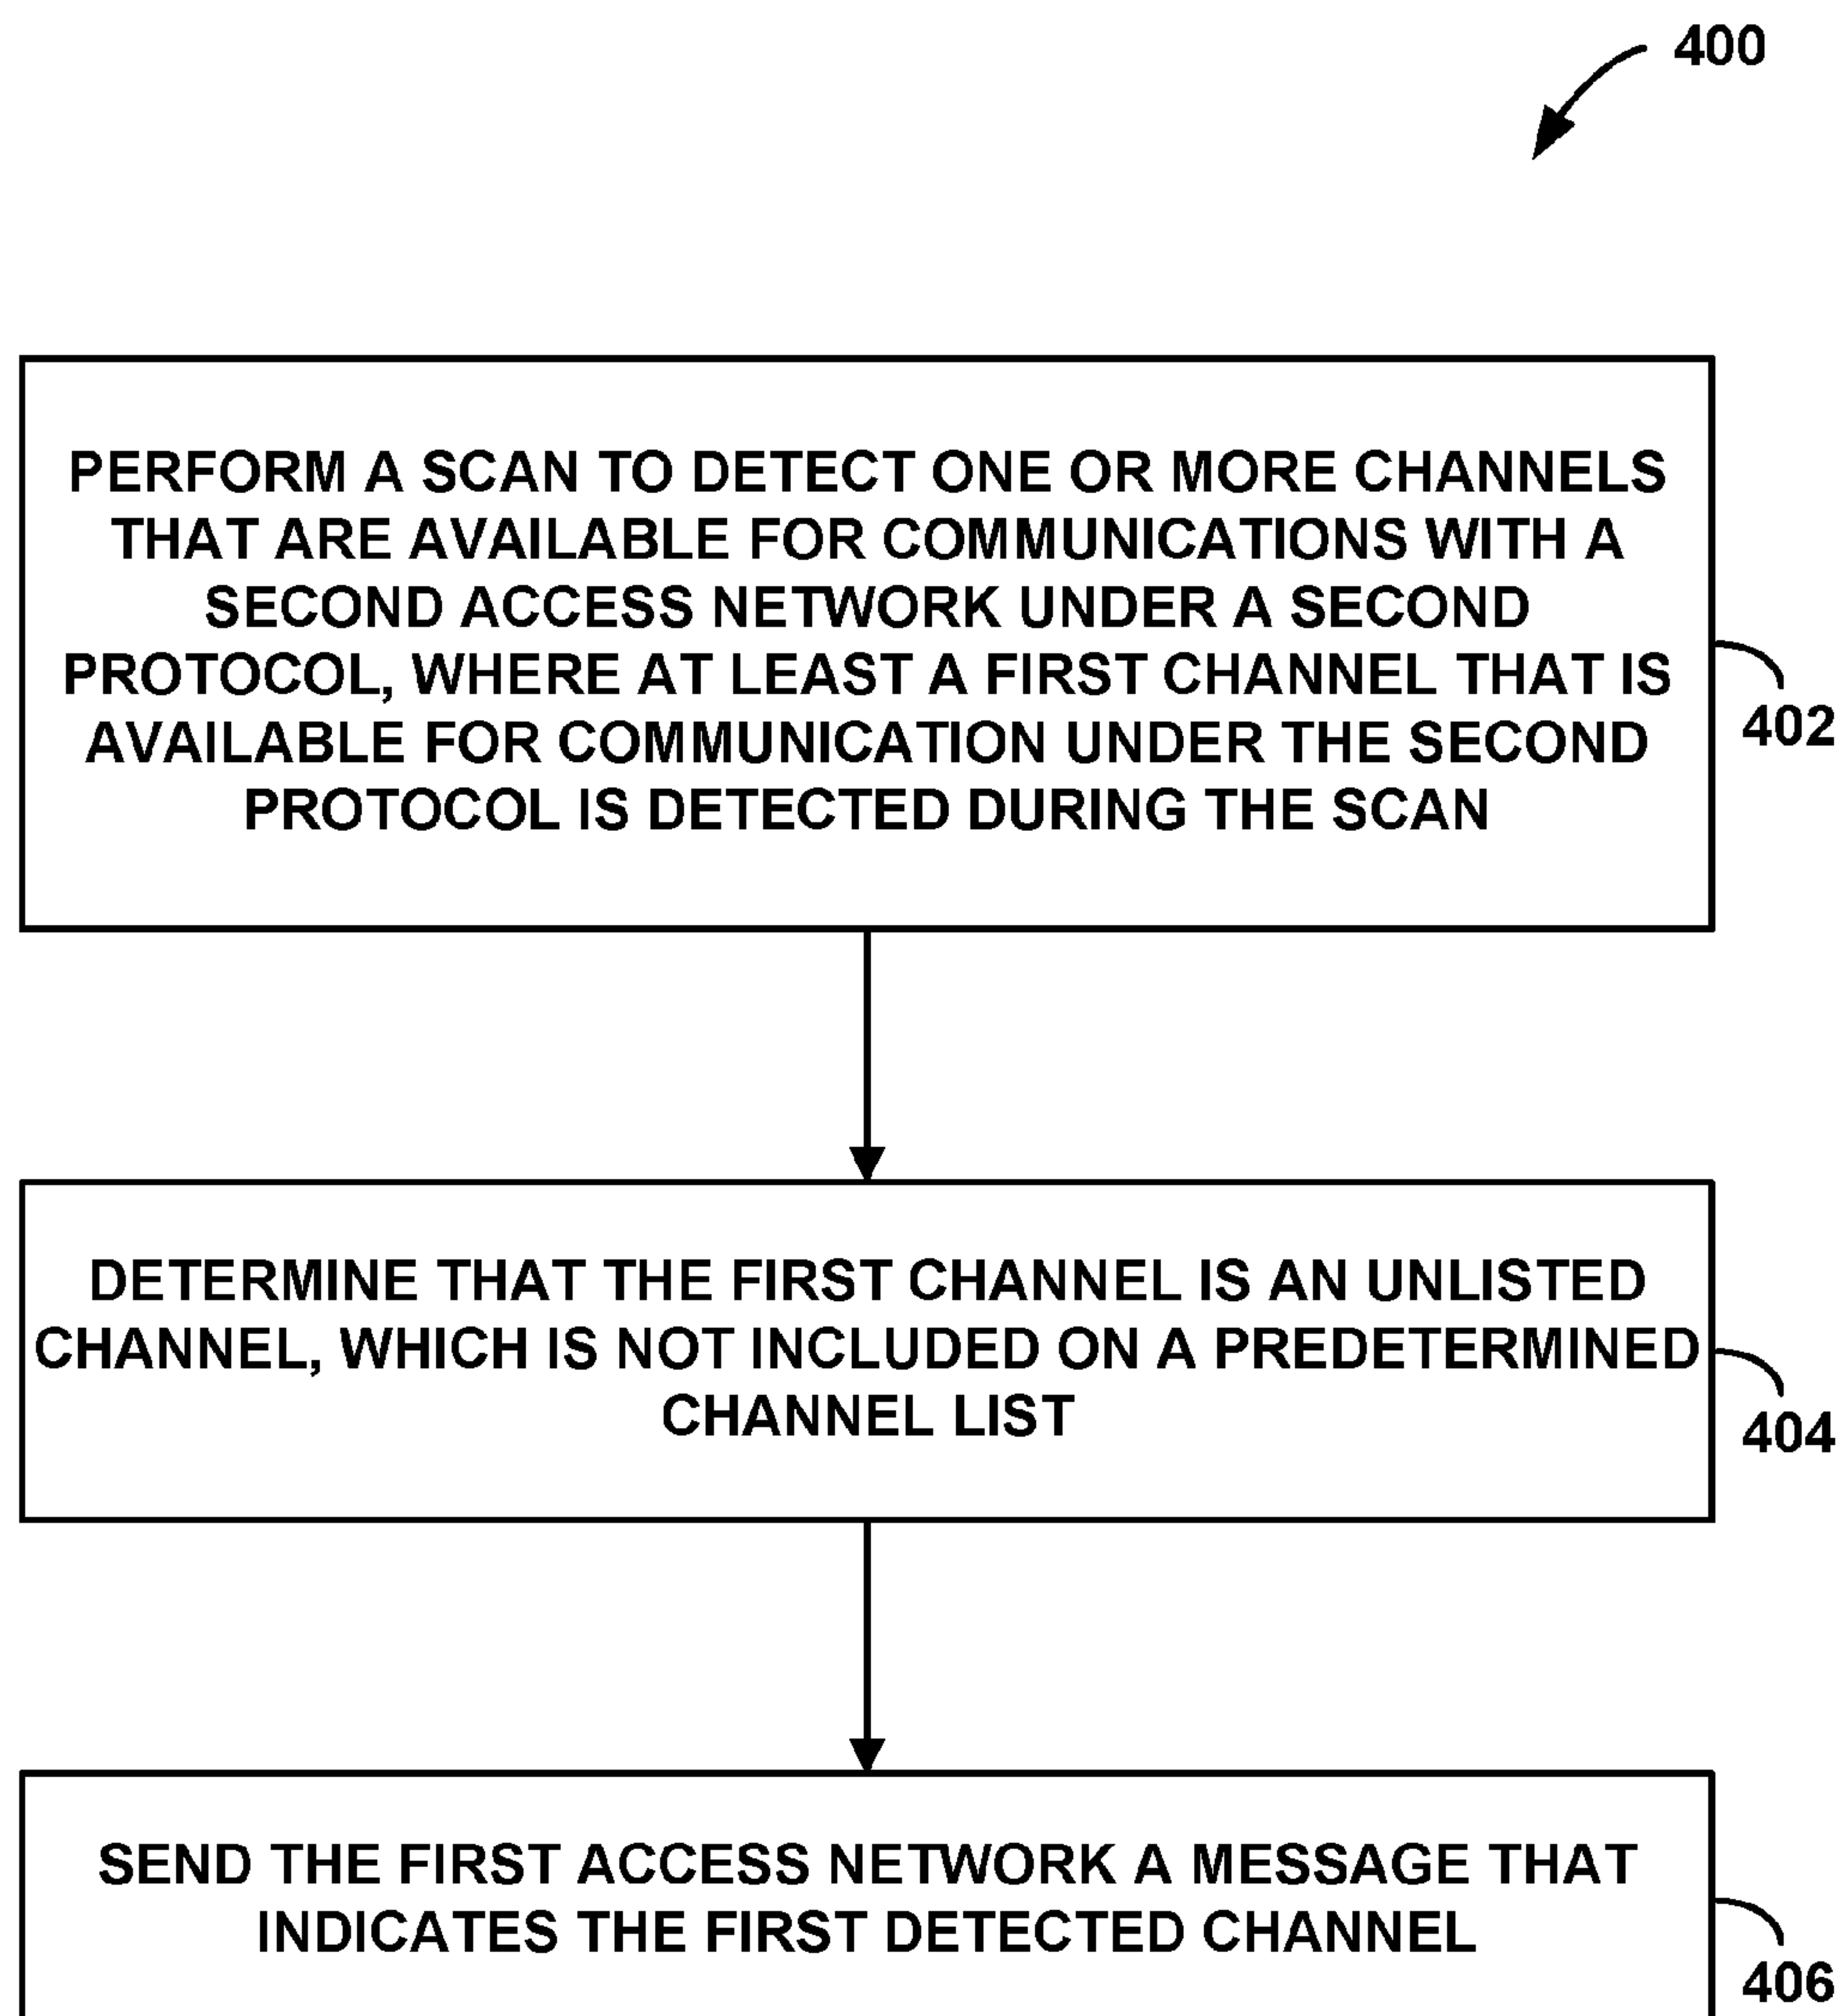 400
PERFORM A SCAN TO DETECT ONE OR MORE CHANNELS
THAT ARE AVAILABLE FOR COMMUNICATIONS WITH A
SECOND ACCESS NETWORK UNDER A SECOND
PROTOCOL, WHERE AT LEAST A FIRST CHANNEL THAT IS
AVAILABLE FOR COMMUNICATION UNDER THE SECOND
PROTOCOL IS DETECTED DURING THE SCAN
402
DETERMINE THAT THE FIRST CHANNEL IS AN UNLISTED
CHANNEL, WHICH IS NOT INCLUDED ON A PREDETERMINED
CHANNEL LIST
404
SEND THE FIRST ACCESS NETWORK A MESSAGE THAT
INDICATES THE FIRST DETECTED CHANNEL
406